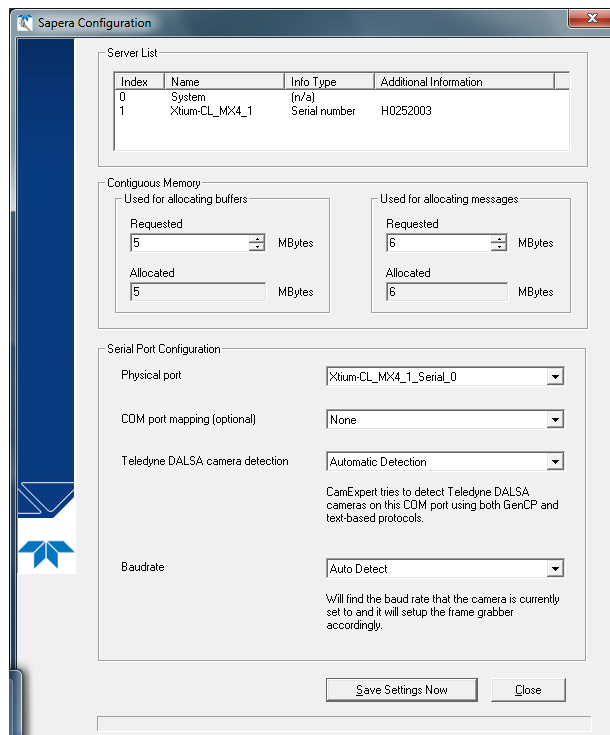 Sapera Configuration
Server List
Index Name Info Type Additional Information
0 System (n/a)
1 Xtium-CL_MX4_1 Serial number H0252003
Contiguous Memory
Used for allocating buffers
Requested
5 MBytes
Allocated
5 MBytes
Used for allocating messages
Requested
6 MBytes
Allocated
6 MBytes
Serial Port Configuration
Physical port Xtium-CL_MX4_1_Serial_0
COM port mapping (optional) None
Teledyne DALSA camera detection Automatic Detection
CamExpert tries to detect Teledyne DALSA
cameras on this COM port using both GenCP and
text-based protocols.
Baudrate Auto Detect
Will find the baud rate that the camera is currently
set to and it will setup the frame grabber
accordingly.
Save Settings Now Close